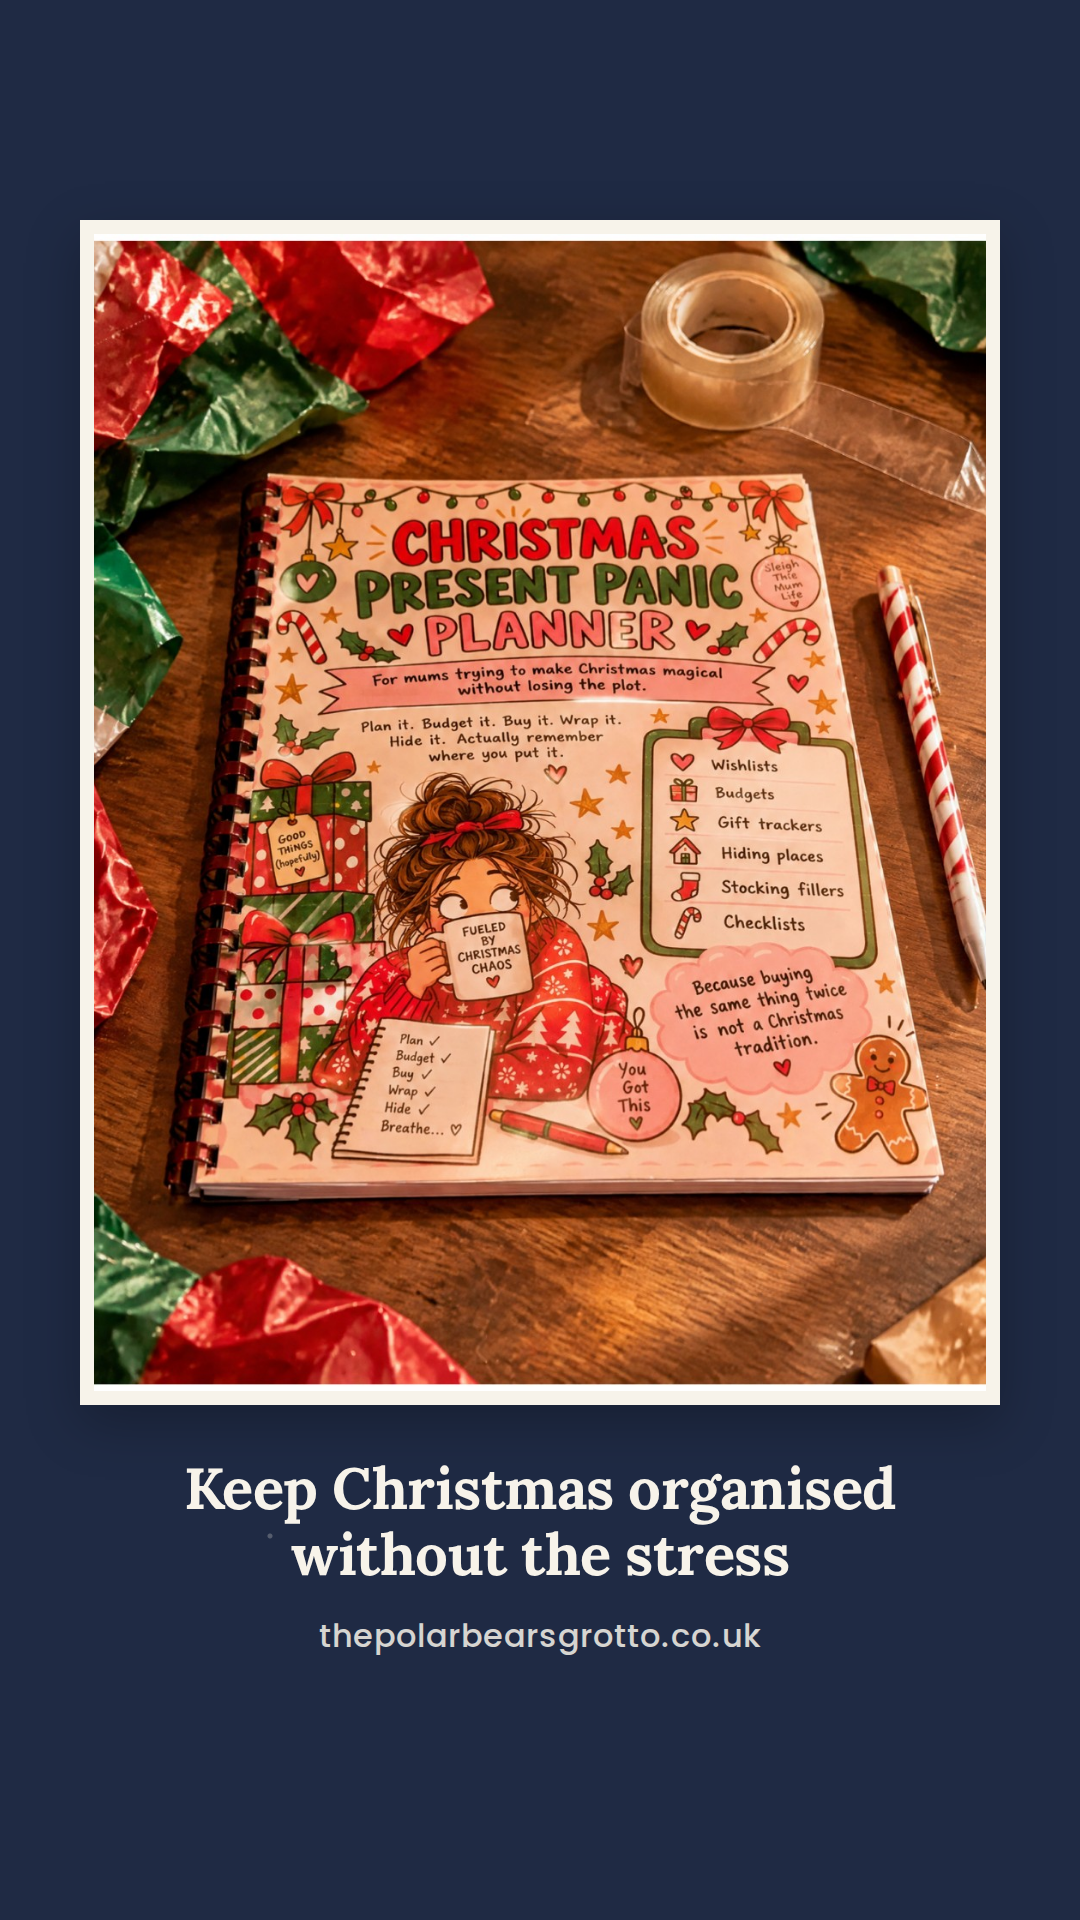 CHRISTMAS
PRESENT PANIC
PLANNER
Sleigh
This
Mum
Life
For mums trying to make Christmas magical
without losing the plot.
Plan it. Budget it. Buy it. Wrap it.
Hide it. Actually remember
where you put it.
Wishlists
Budgets
Gift trackers
Hiding places
Stocking fillers
Checklists
GOOD
THINGS
(hopefully)
FUELED
BY
CHRISTMAS
CHAOS
Because buying
the same thing twice
is not a Christmas
tradition.
Plan ✓
Budget ✓
Buy ✓
Wrap ✓
Hide ✓
Breathe... ♡
You
Got
This
Keep Christmas organised
without the stress
thepolarbearsgrotto.co.uk